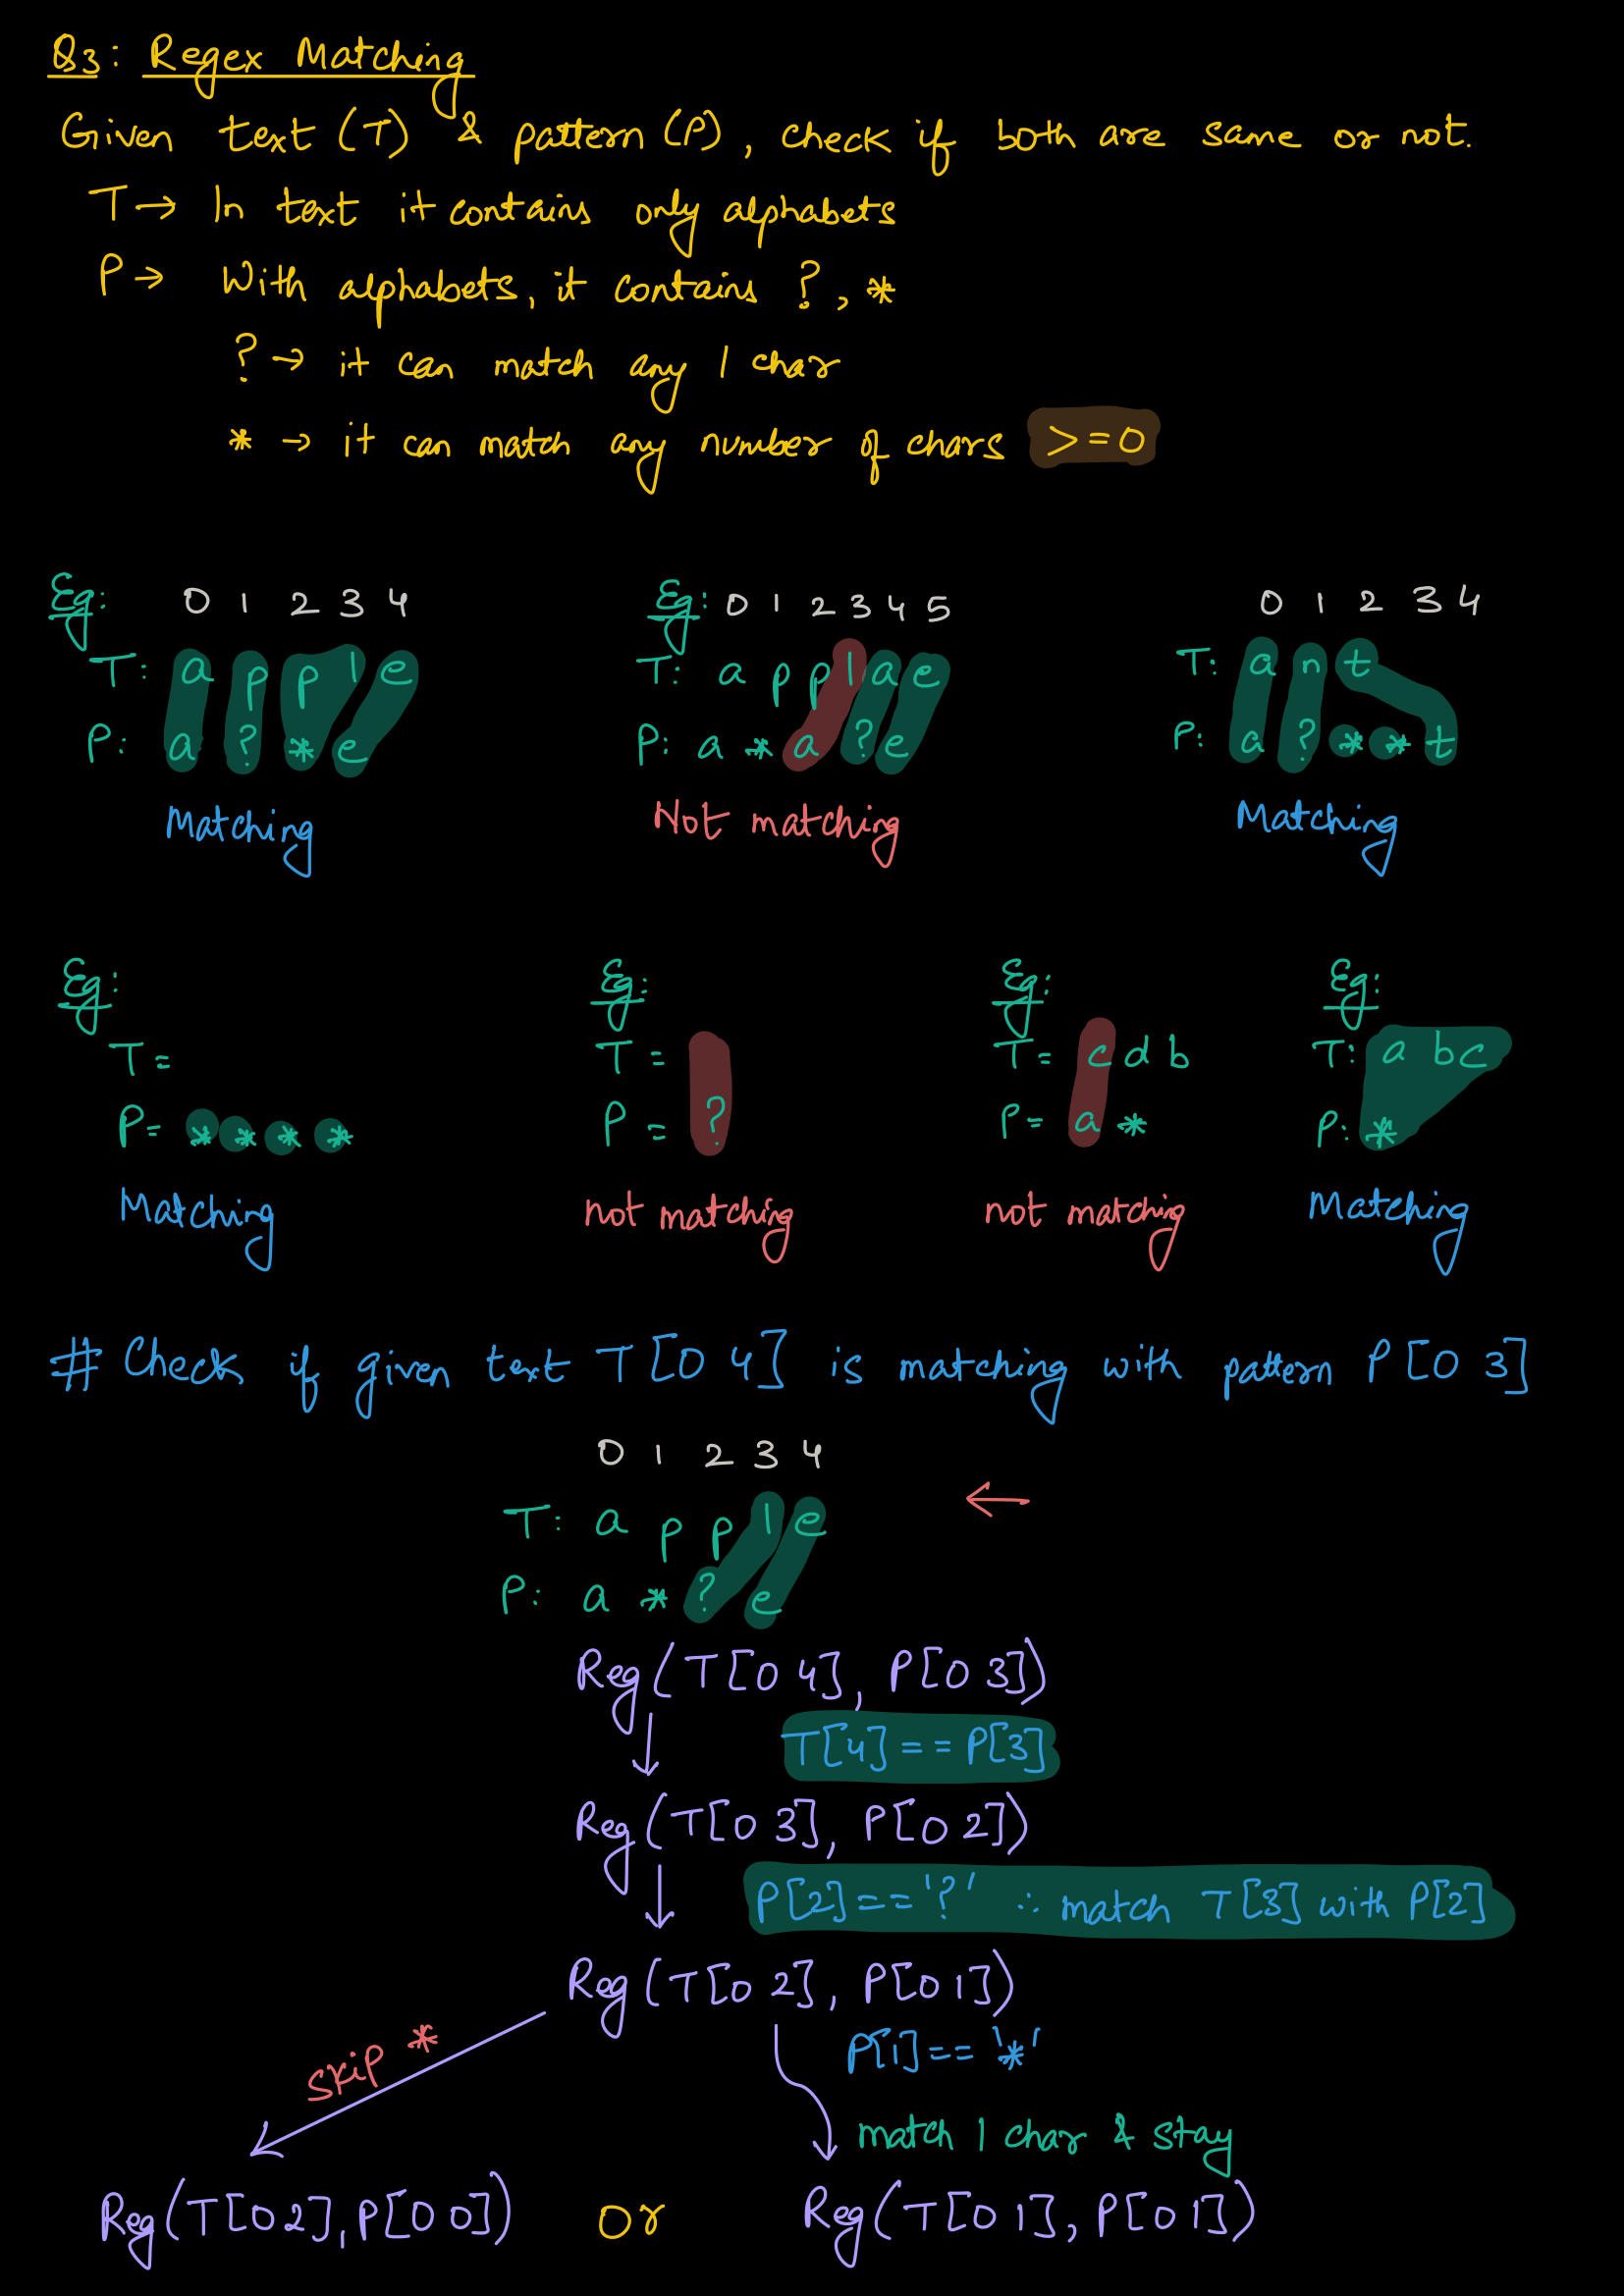 Q3: Regex Matching
Given text (T) & pattern (P), check if both are same or not.
T→ In text it contains only alphabets
P→ With alphabets, it contains ?, *
? → it can match any 1 char
* → it can match any number of chars >=0
Eg: 0 1 2 3 4
T: a p p l e
P: a ? * e
Matching
Eg: 0 1 2 3 4 5
T: a p p l a e
P: a * a ? e
Not matching
0 1 2 3 4
T: a n t
P: a ? * * t
Matching
Eg:
T=
P= * * * *
Matching
Eg:
T =
P = ?
not matching
Eg:
T= c d b
P= a *
not matching
Eg:
T: a b c
P: *
Matching
# Check if given text T[0 4] is matching with pattern P[0 3]
0 1 2 3 4
T: a p p l e ←
P: a * ? e
Reg(T[0 4], P[0 3])
↓ T[4]==P[3]
Reg(T[0 3], P[0 2])
↓ P[2]=='?' ∴ match T[3] with P[2]
Reg(T[0 2], P[0 1])
skip *
P[1]=='*'
match 1 char & stay
Reg(T[0 2], P[0 0]) or Reg(T[0 1], P[0 1])